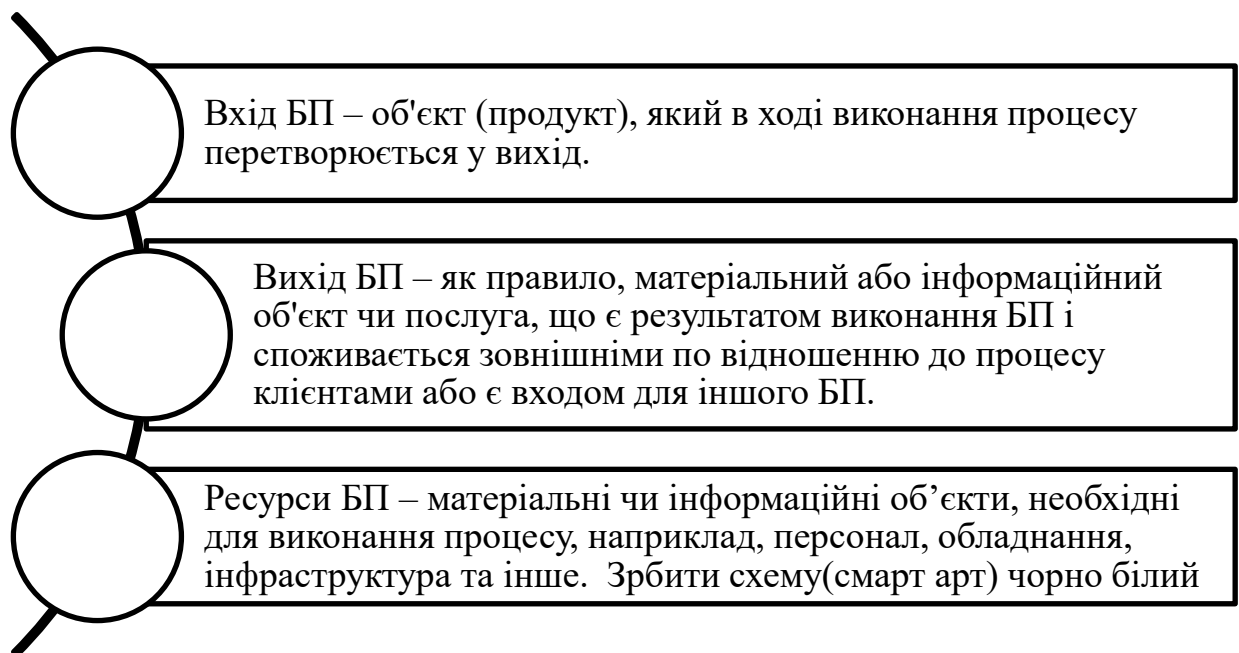 Вхід БП – об'єкт (продукт), який в ході виконання процесу
перетворюється у вихід.
Вихід БП – як правило, матеріальний або інформаційний
об'єкт чи послуга, що є результатом виконання БП і
споживається зовнішніми по відношенню до процесу
клієнтами або є входом для іншого БП.
Ресурси БП – матеріальні чи інформаційні об’єкти, необхідні
для виконання процесу, наприклад, персонал, обладнання,
інфраструктура та інше.  Зрбити схему(смарт арт) чорно білий